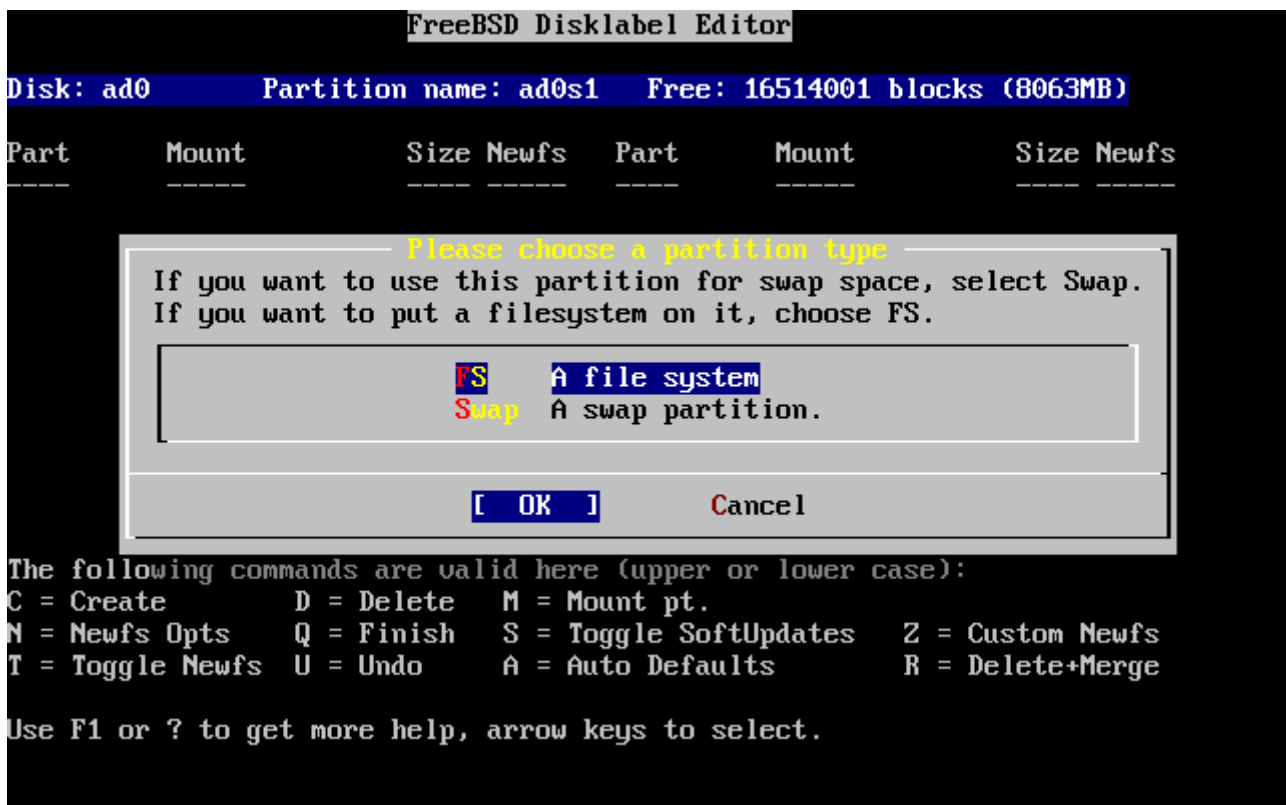 FreeBSD Disklabel Editor
Disk: ad0 Partition name: ad0s1 Free: 16514001 blocks (8063MB)
Part Mount Size Newfs Part Mount Size Newfs
---- ----- ---- ----- ---- ----- ---- -----
Please choose a partition type
If you want to use this partition for swap space, select Swap.
If you want to put a filesystem on it, choose FS.
FS A file system
Swap A swap partition.
[ OK ] Cancel
The following commands are valid here (upper or lower case):
C = Create D = Delete M = Mount pt.
N = Newfs Opts Q = Finish S = Toggle SoftUpdates Z = Custom Newfs
T = Toggle Newfs U = Undo A = Auto Defaults R = Delete+Merge
Use F1 or ? to get more help, arrow keys to select.